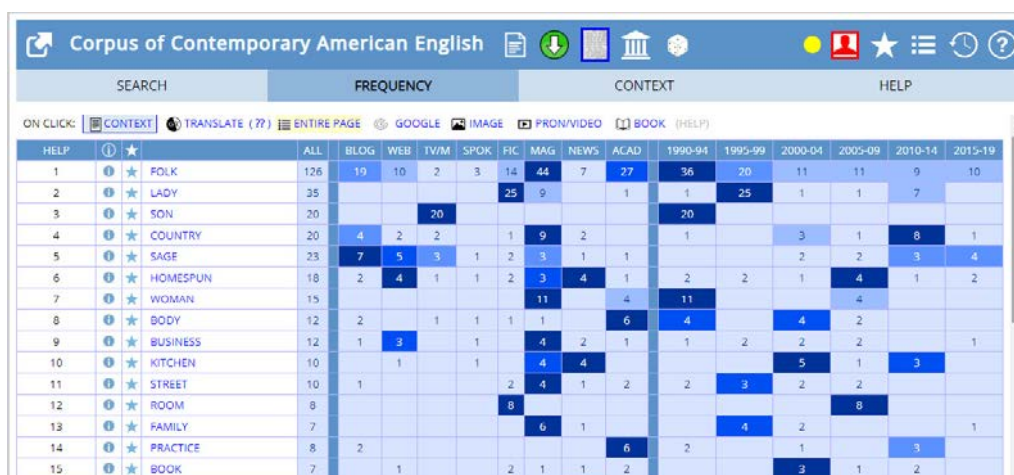 Corpus of Contemporary American English
SEARCH FREQUENCY CONTEXT HELP
ON CLICK: CONTEXT TRANSLATE (??) ENTIRE PAGE GOOGLE IMAGE PRON/VIDEO BOOK (HELP)
HELP ALL BLOG WEB TV/M SPOK FIC MAG NEWS ACAD 1990-94 1995-99 2000-04 2005-09 2010-14 2015-19
1 FOLK 126 19 10 2 3 14 44 7 27 36 20 11 11 9 10
2 LADY 35 25 9 1 1 25 1 1 7
3 SON 20 20 20
4 COUNTRY 20 4 2 2 1 9 2 1 3 1 8 1
5 SAGE 23 7 5 3 1 2 3 1 1 2 2 3 4
6 HOMESPUN 18 2 4 1 1 2 3 4 1 2 2 1 4 1 2
7 WOMAN 15 11 4 11 4
8 BODY 12 2 1 1 1 1 6 4 4 2
9 BUSINESS 12 1 3 1 4 2 1 1 2 2 2 1
10 KITCHEN 10 1 1 4 4 5 1 3
11 STREET 10 1 2 4 1 2 2 3 2 2
12 ROOM 8 8 8
13 FAMILY 7 6 1 4 2 1
14 PRACTICE 8 2 6 2 1 3
15 BOOK 7 1 2 1 1 2 3 1 2